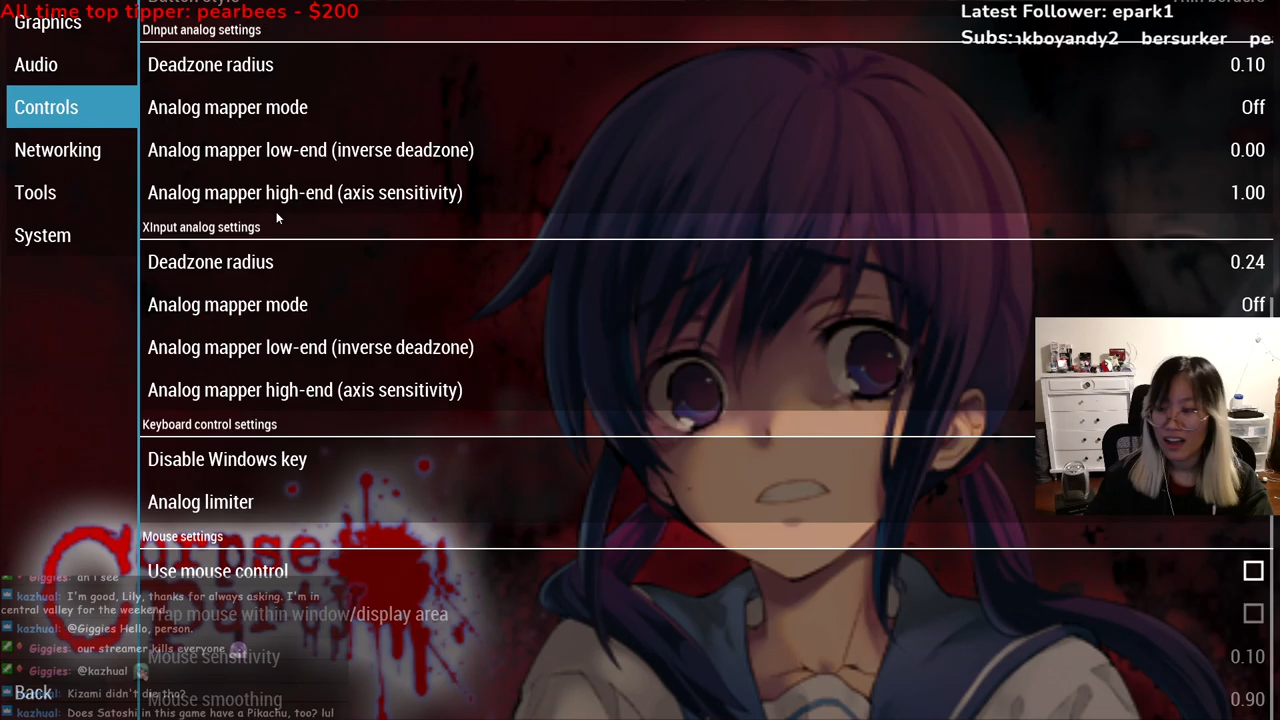 All time top tipper: pearbees - $200
Latest Follower: epark1
Subs: kboyandy2 bersurker pe
Graphics
Audio
Controls
Networking
Tools
System
Back
DInput analog settings
Deadzone radius 0.10
Analog mapper mode Off
Analog mapper low-end (inverse deadzone) 0.00
Analog mapper high-end (axis sensitivity) 1.00
XInput analog settings
Deadzone radius 0.24
Analog mapper mode Off
Analog mapper low-end (inverse deadzone)
Analog mapper high-end (axis sensitivity)
Keyboard control settings
Disable Windows key
Analog limiter
Mouse settings
Use mouse control
Trap mouse within window/display area
Mouse sensitivity 0.10
Mouse smoothing 0.90
Corpse
Giggies: ah I see
kazhual: I'm good, Lily, thanks for always asking. I'm in
central valley for the weekend.
kazhual: @Giggies Hello, person.
Giggies: our streamer kills everyone
Giggies: @kazhual
kazhual: Kizami didn't die tho?
kazhual: Does Satoshi in this game have a Pikachu, too? lul